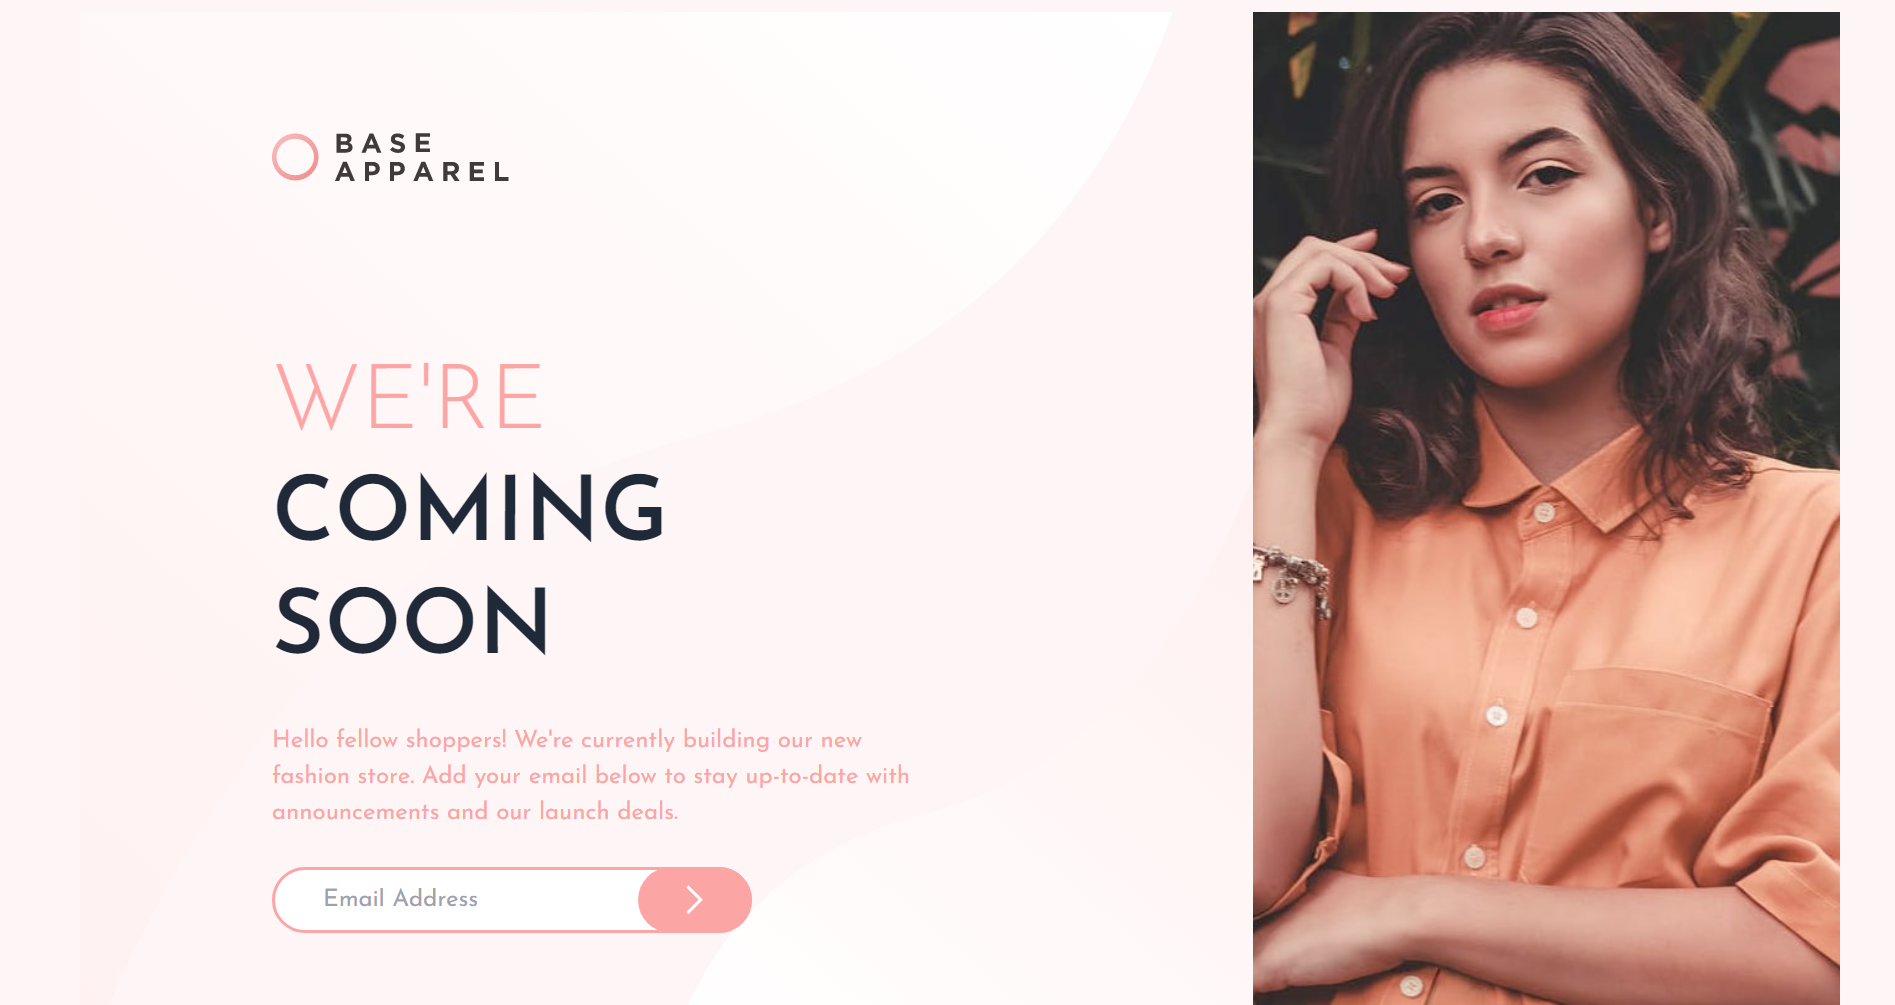 BASE
APPAREL
WE'RE
COMING
SOON
Hello fellow shoppers! We're currently building our new
fashion store. Add your email below to stay up-to-date with
announcements and our launch deals.
Email Address